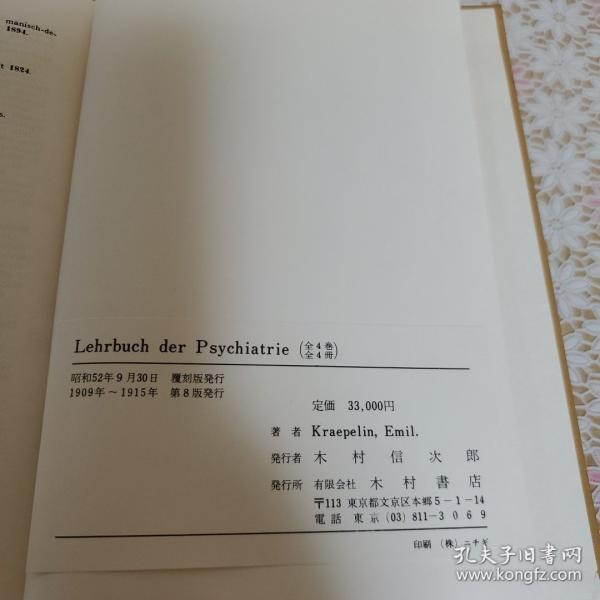 manisch-de-
1894.
t 1824.
s.
Lehrbuch der Psychiatrie (全4巻 全4冊)
昭和52年9月30日 覆刻版発行
1909年～1915年 第8版発行
定価 33,000円
著者 Kraepelin, Emil.
発行者 木村信次郎
発行所 有限会社 木村書店
〒113 東京都文京区本郷5-1-14
電話 東京(03)811-3069
印刷 (株)ニチギ
孔夫子旧书网
kongfz.com